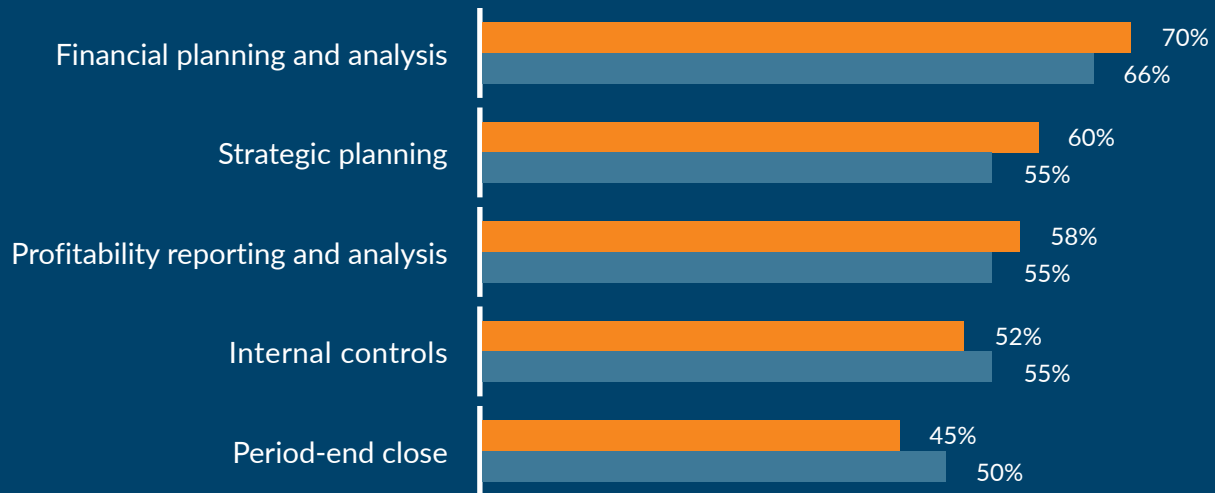 Financial planning and analysis
70%
66%
Strategic planning
60%
55%
Profitability reporting and analysis
58%
55%
Internal controls
52%
55%
Period-end close
45%
50%